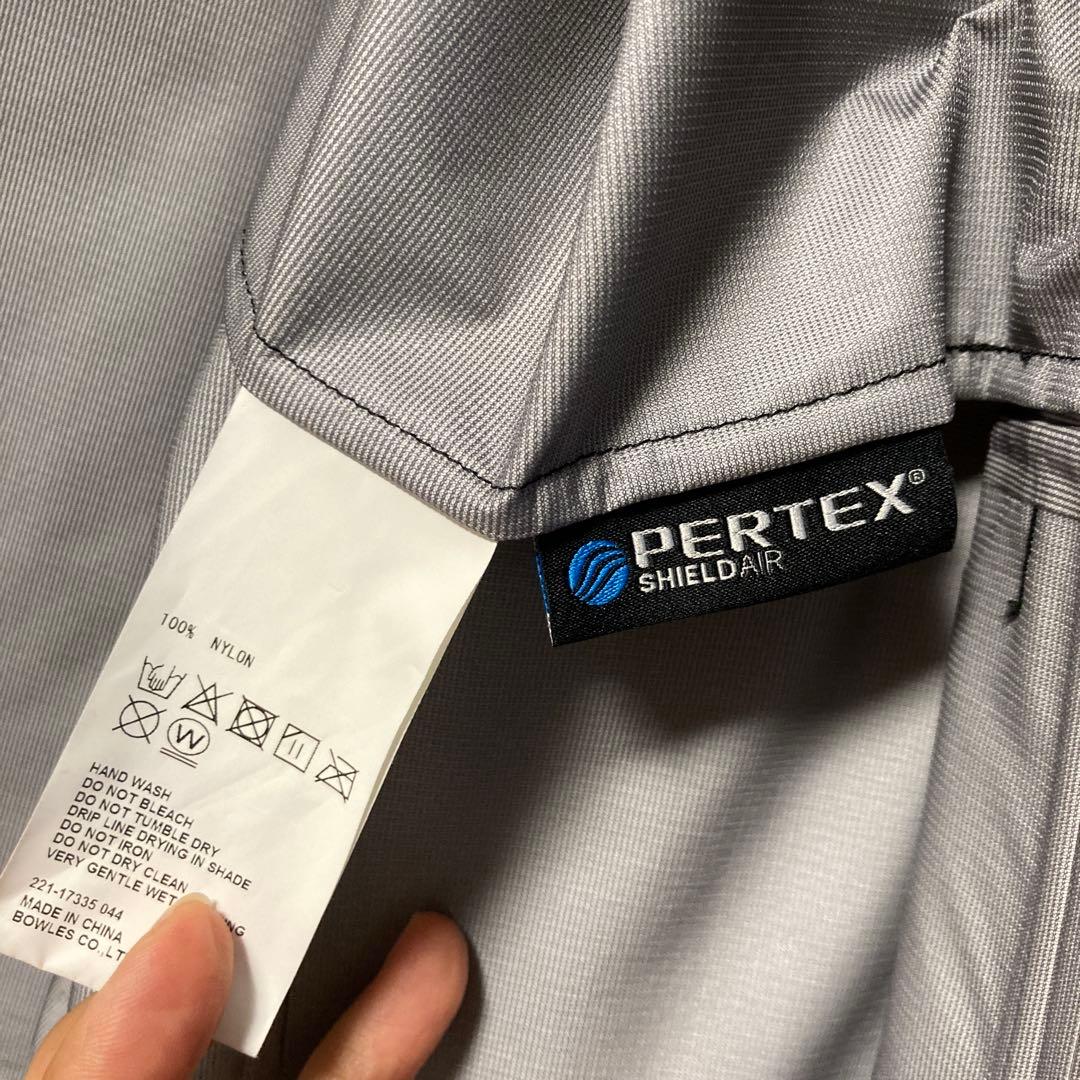 PERTEX®
SHIELDAIR
100% NYLON
W
HAND WASH
DO NOT BLEACH
DO NOT TUMBLE DRY
DRIP LINE DRYING IN SHADE
DO NOT IRON
DO NOT DRY CLEAN
VERY GENTLE WET
221-17335 044
MADE IN CHINA
BOWLES CO.,LT